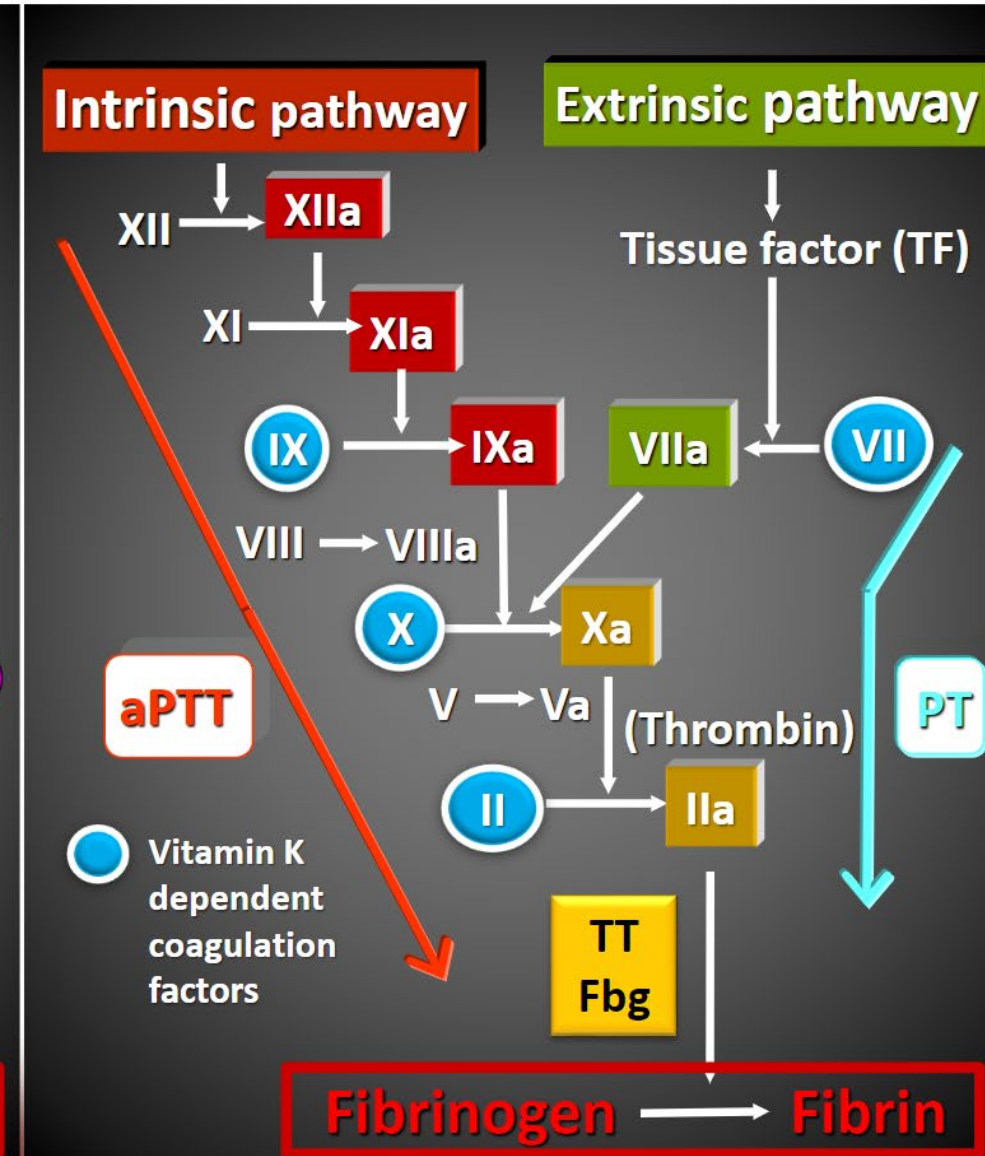 Intrinsic pathway
Extrinsic pathway
XII
XIIa
Tissue factor (TF)
XI
XIa
IX
IXa
VIIa
VII
VIII
VIIIa
X
Xa
aPTT
V
Va
(Thrombin)
PT
II
IIa
Vitamin K
dependent
coagulation
factors
TT
Fbg
Fibrinogen
Fibrin